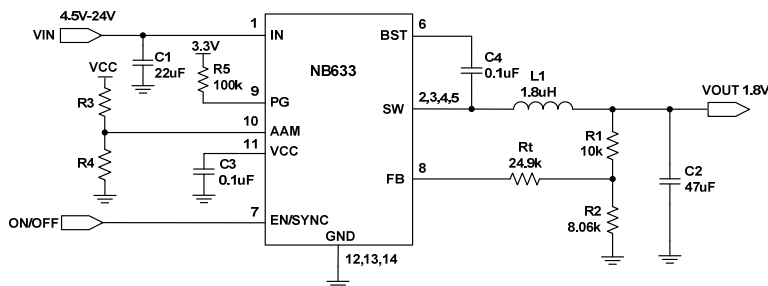 4.5V-24V
VIN
C1
22uF
VCC
R3
R4
3.3V
R5
100k
C3
0.1uF
ON/OFF
1
IN
9
PG
10
AAM
11
VCC
7
EN/SYNC
NB633
GND
12,13,14
BST
6
SW
2,3,4,5
FB
8
C4
0.1uF
L1
1.8uH
Rt
24.9k
R1
10k
R2
8.06k
C2
47uF
VOUT 1.8V